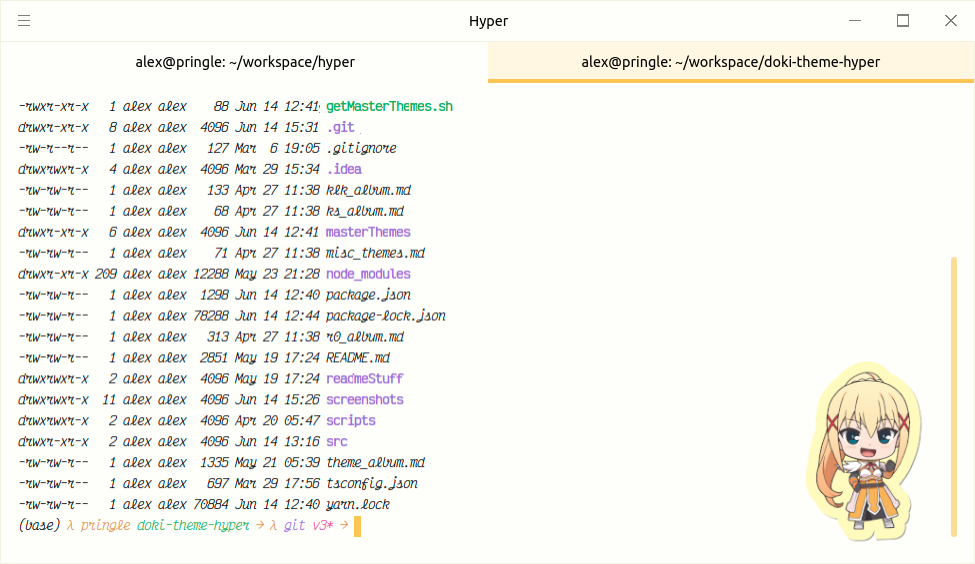 Hyper
alex@pringle: ~/workspace/hyper
alex@pringle: ~/workspace/doki-theme-hyper
-rwxr-xr-x 1 alex alex 88 Jun 14 12:41 getMasterThemes.sh
drwxr-xr-x 8 alex alex 4096 Jun 14 15:31 .git
-rw-r--r-- 1 alex alex 127 Mar 6 19:05 .gitignore
drwxrwxr-x 4 alex alex 4096 Mar 29 15:34 .idea
-rw-rw-r-- 1 alex alex 133 Apr 27 11:38 klk_album.md
-rw-rw-r-- 1 alex alex 68 Apr 27 11:38 ks_album.md
drwxrwxr-x 6 alex alex 4096 Jun 14 12:41 masterThemes
-rw-rw-r-- 1 alex alex 71 Apr 27 11:38 misc_themes.md
drwxr-xr-x 209 alex alex 12288 May 23 21:28 node_modules
-rw-rw-r-- 1 alex alex 1298 Jun 14 12:40 package.json
-rw-rw-r-- 1 alex alex 78288 Jun 14 12:44 package-lock.json
-rw-rw-r-- 1 alex alex 313 Apr 27 11:38 r0_album.md
-rw-rw-r-- 1 alex alex 2851 May 19 17:24 README.md
drwxrwxr-x 2 alex alex 4096 May 19 17:24 readmeStuff
drwxrwxr-x 11 alex alex 4096 Jun 14 15:26 screenshots
drwxrwxr-x 2 alex alex 4096 Apr 20 05:47 scripts
drwxr-xr-x 2 alex alex 4096 Jun 14 13:16 src
-rw-rw-r-- 1 alex alex 1335 May 21 05:39 theme_album.md
-rw-rw-r-- 1 alex alex 697 Mar 29 17:56 tsconfig.json
-rw-rw-r-- 1 alex alex 70884 Jun 14 12:40 yarn.lock
(base) λ pringle doki-theme-hyper → λ git v3* →